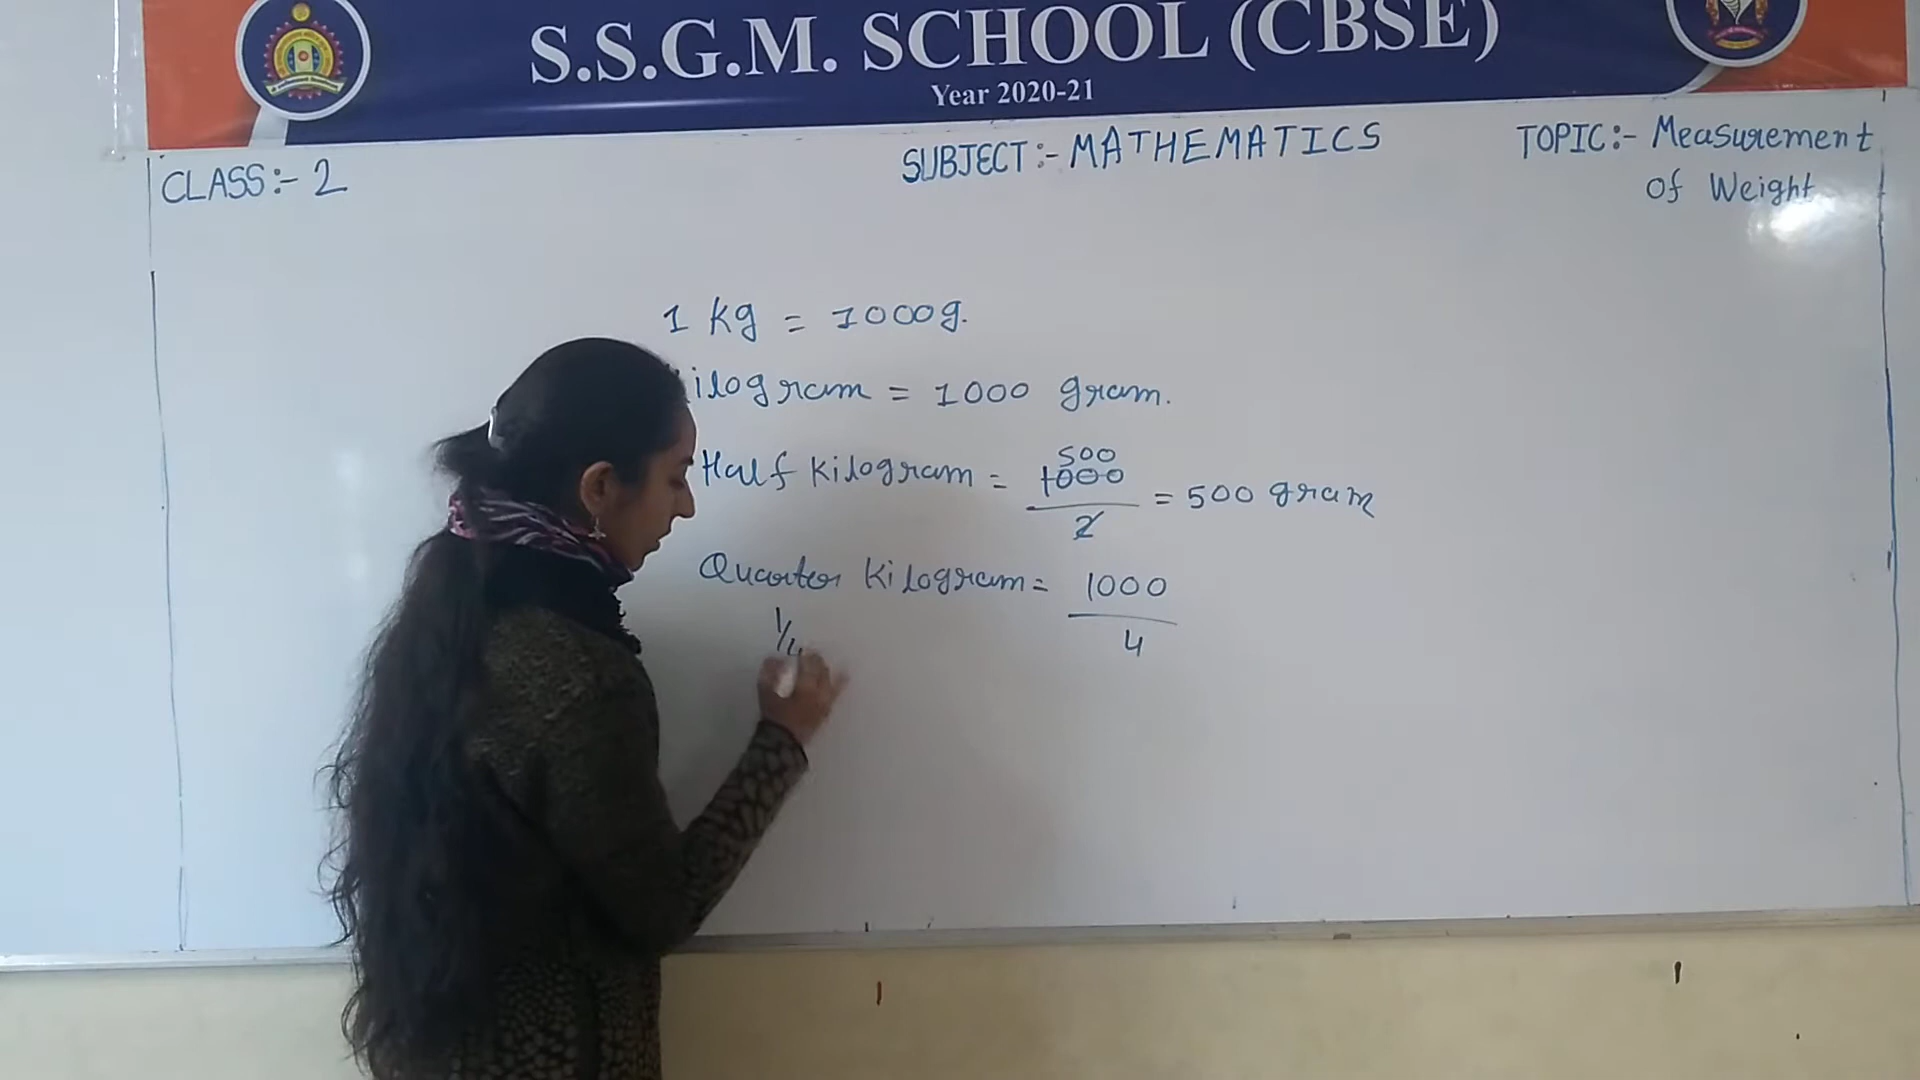 S.S.G.M. SCHOOL (CBSE)
Year 2020-21
CLASS:- 2
SUBJECT:- MATHEMATICS
TOPIC:- Measurement
of Weight
1 kg = 1000g.
ilogram = 1000 gram.
500
Half kilogram = 1000/2 = 500 gram
Quarter kilogram = 1000/4
1/4